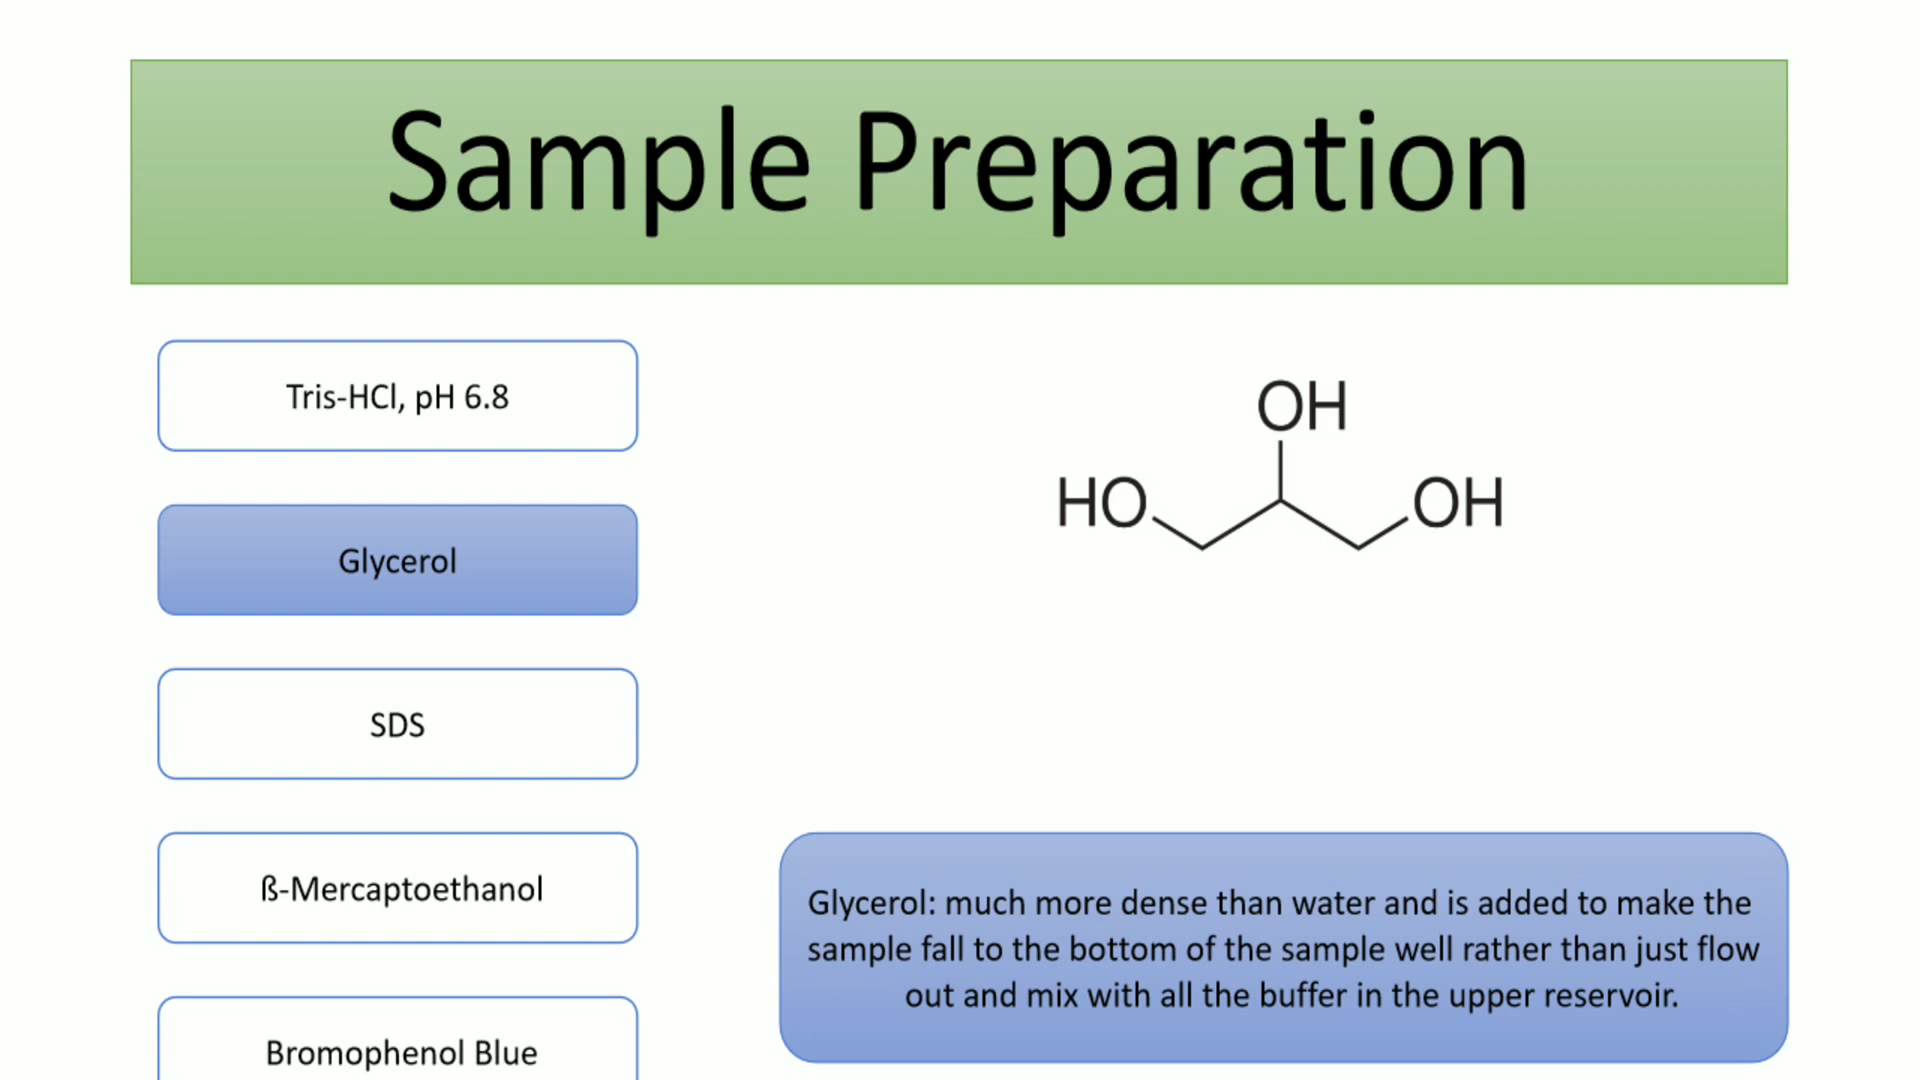 Sample Preparation
Tris-HCl, pH 6.8
Glycerol
SDS
ß-Mercaptoethanol
Bromophenol Blue
OH
HO
OH
Glycerol: much more dense than water and is added to make the
sample fall to the bottom of the sample well rather than just flow
out and mix with all the buffer in the upper reservoir.